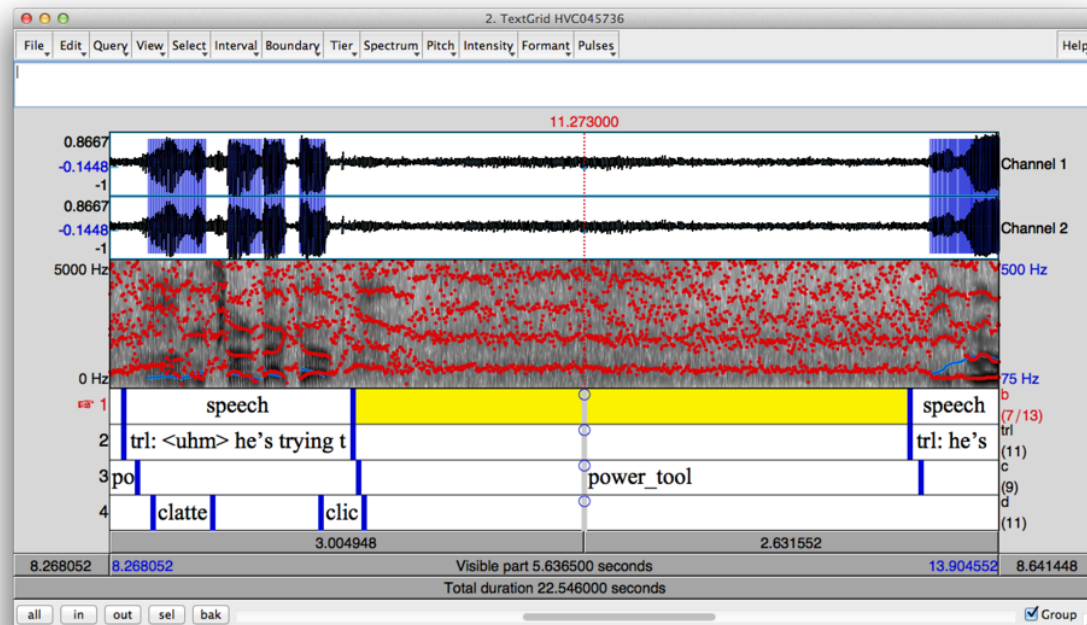 2. TextGrid HVC045736
File Edit Query View Select Interval Boundary Tier Spectrum Pitch Intensity Formant Pulses Help
11.273000
0.8667
-0.1448
-1
Channel 1
0.8667
-0.1448
-1
Channel 2
5000 Hz 500 Hz
0 Hz 75 Hz
1 speech speech b
(7/13)
2 trl: <uhm> he's trying t trl: he's trl
(11)
3 po power_tool c
(9)
4 clatte clic d
(11)
3.004948 2.631552
8.268052 8.268052 Visible part 5.636500 seconds 13.904552 8.641448
Total duration 22.546000 seconds
all in out sel bak Group